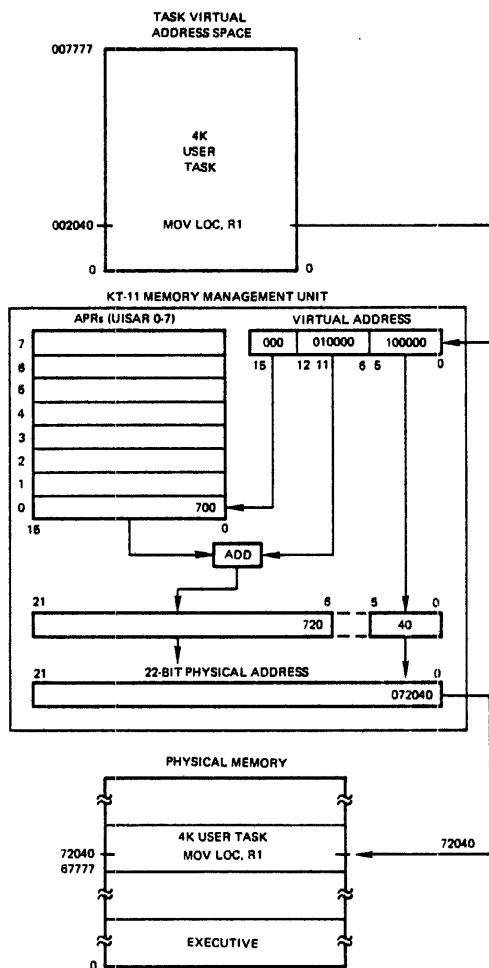 TASK VIRTUAL
ADDRESS SPACE
007777
4K
USER
TASK
002040
MOV LOC, R1
0
0
KT-11 MEMORY MANAGEMENT UNIT
APRs (UISAR 0-7)
VIRTUAL ADDRESS
7
000
010000
100000
6
15
12
11
6
5
0
5
4
3
2
1
0
700
15
0
ADD
21
6
5
0
720
40
21
22-BIT PHYSICAL ADDRESS
0
072040
PHYSICAL MEMORY
4K USER TASK
72040
MOV LOC, R1
72040
67777
EXECUTIVE
0